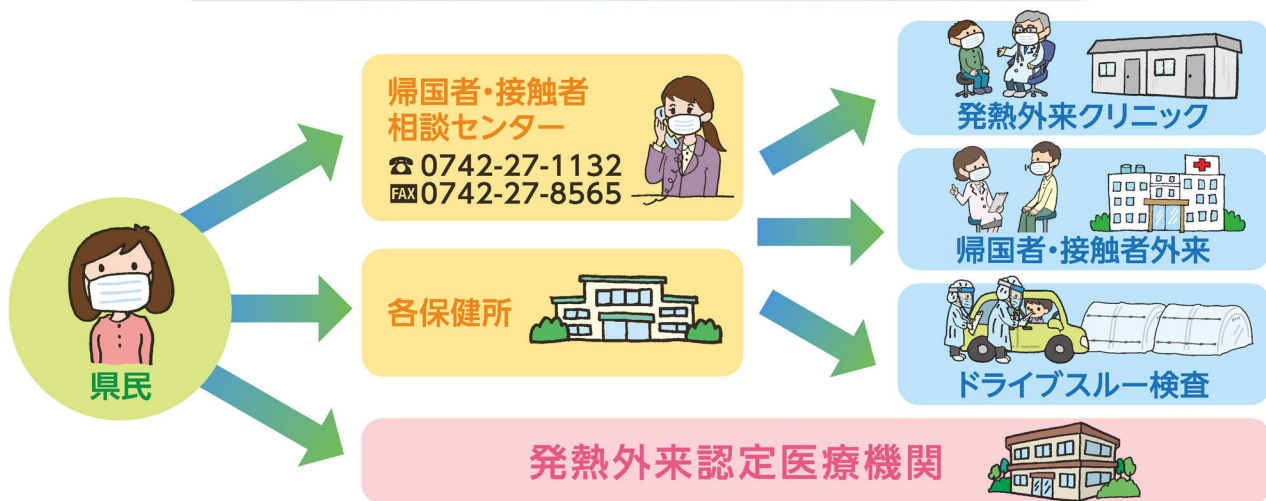 県民
帰国者・接触者
相談センター
☎0742-27-1132
FAX0742-27-8565
各保健所
発熱外来認定医療機関
発熱外来クリニック
帰国者・接触者外来
ドライブスルー検査